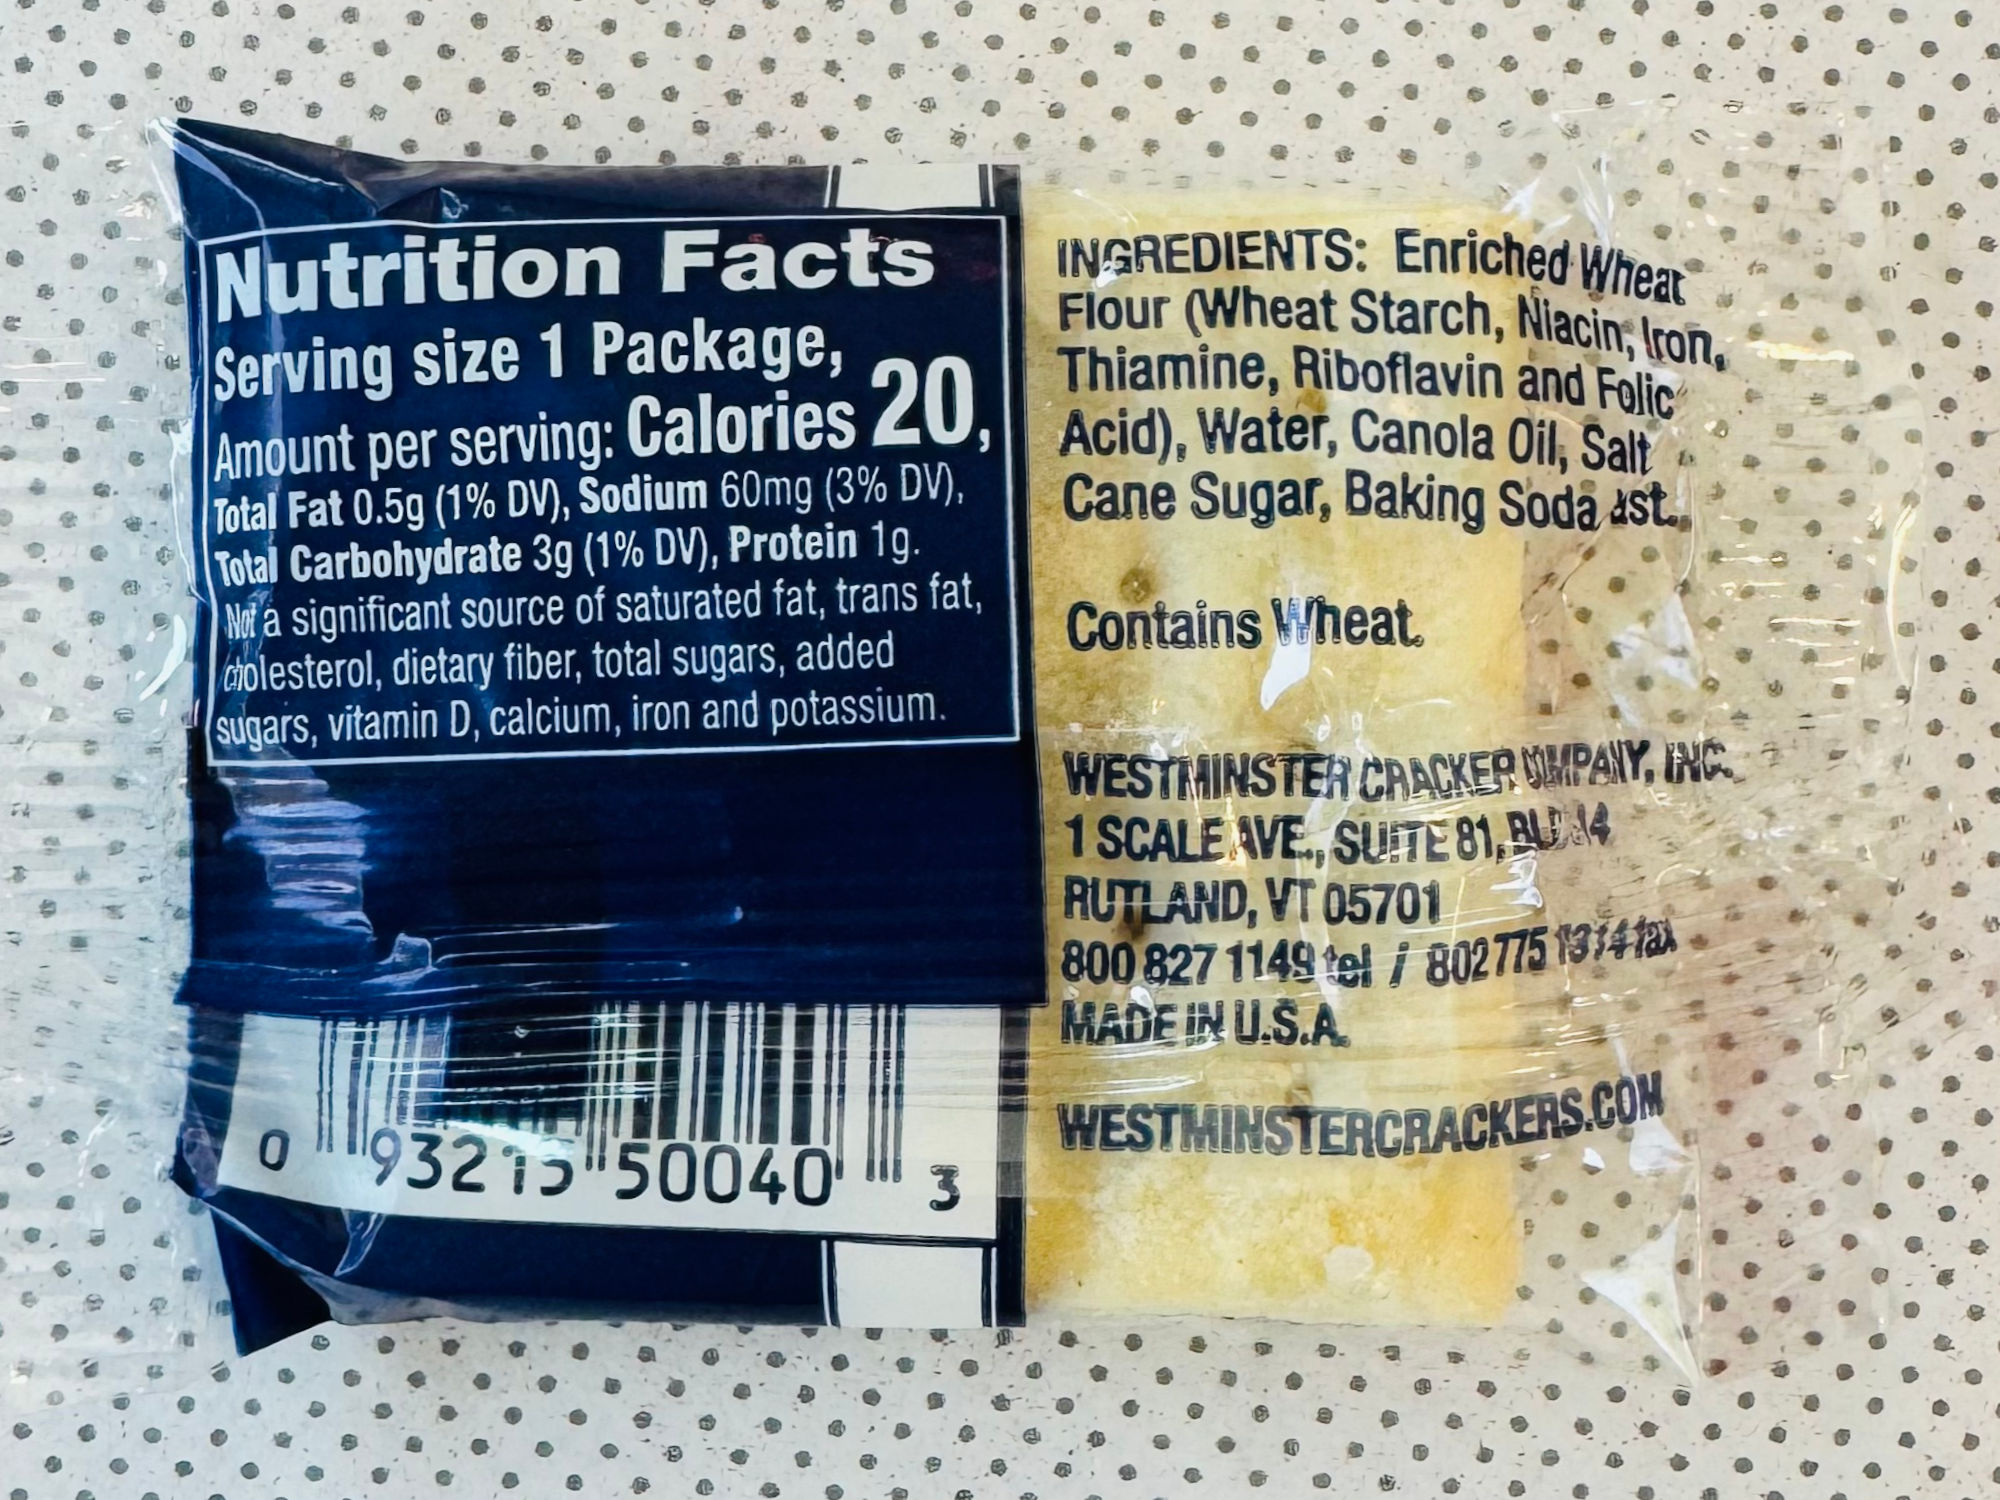 Nutrition Facts
Serving size 1 Package,
Amount per serving: Calories 20,
Total Fat 0.5g (1% DV), Sodium 60mg (3% DV),
Total Carbohydrate 3g (1% DV), Protein 1g.
Not a significant source of saturated fat, trans fat,
cholesterol, dietary fiber, total sugars, added
sugars, vitamin D, calcium, iron and potassium.
0 93215 50040 3
INGREDIENTS: Enriched Wheat
Flour (Wheat Starch, Niacin, Iron,
Thiamine, Riboflavin and Folic
Acid), Water, Canola Oil, Salt
Cane Sugar, Baking Soda
Contains Wheat.
WESTMINSTER CRACKER COMPANY, INC.
1 SCALE AVE., SUITE 81,
RUTLAND, VT 05701
800 827 1149 tel / 802 775 fax
MADE IN U.S.A.
WESTMINSTERCRACKERS.COM